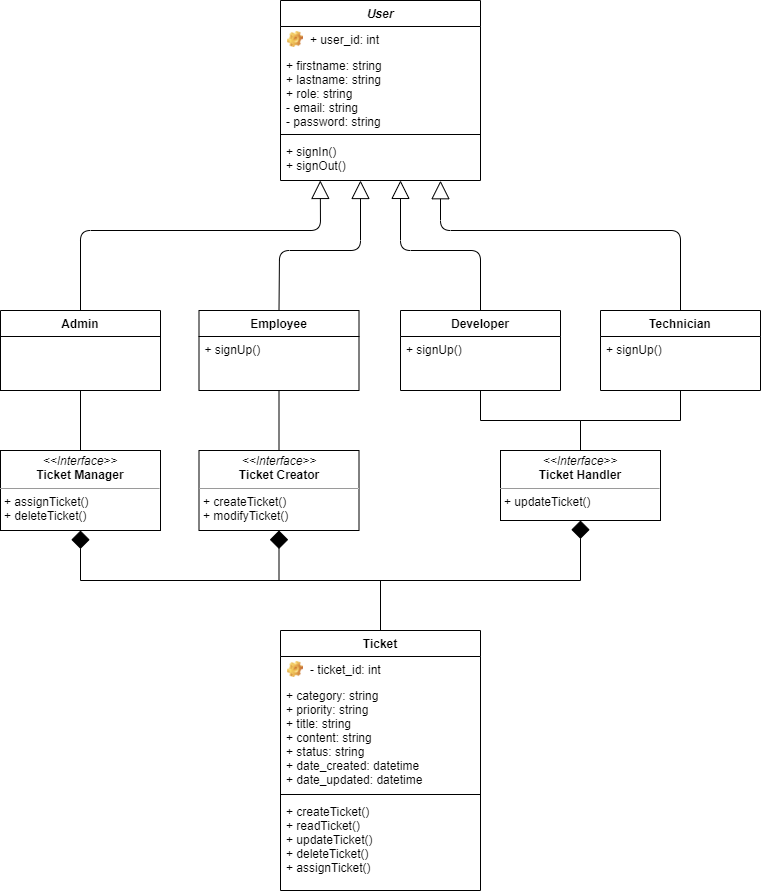 User
+ user_id: int
+ firstname: string
+ lastname: string
+ role: string
- email: string
- password: string
+ signIn()
+ signOut()
Admin
Employee
+ signUp()
Developer
+ signUp()
Technician
+ signUp()
<<Interface>>
Ticket Manager
+ assignTicket()
+ deleteTicket()
<<Interface>>
Ticket Creator
+ createTicket()
+ modifyTicket()
<<Interface>>
Ticket Handler
+ updateTicket()
Ticket
- ticket_id: int
+ category: string
+ priority: string
+ title: string
+ content: string
+ status: string
+ date_created: datetime
+ date_updated: datetime
+ createTicket()
+ readTicket()
+ updateTicket()
+ deleteTicket()
+ assignTicket()